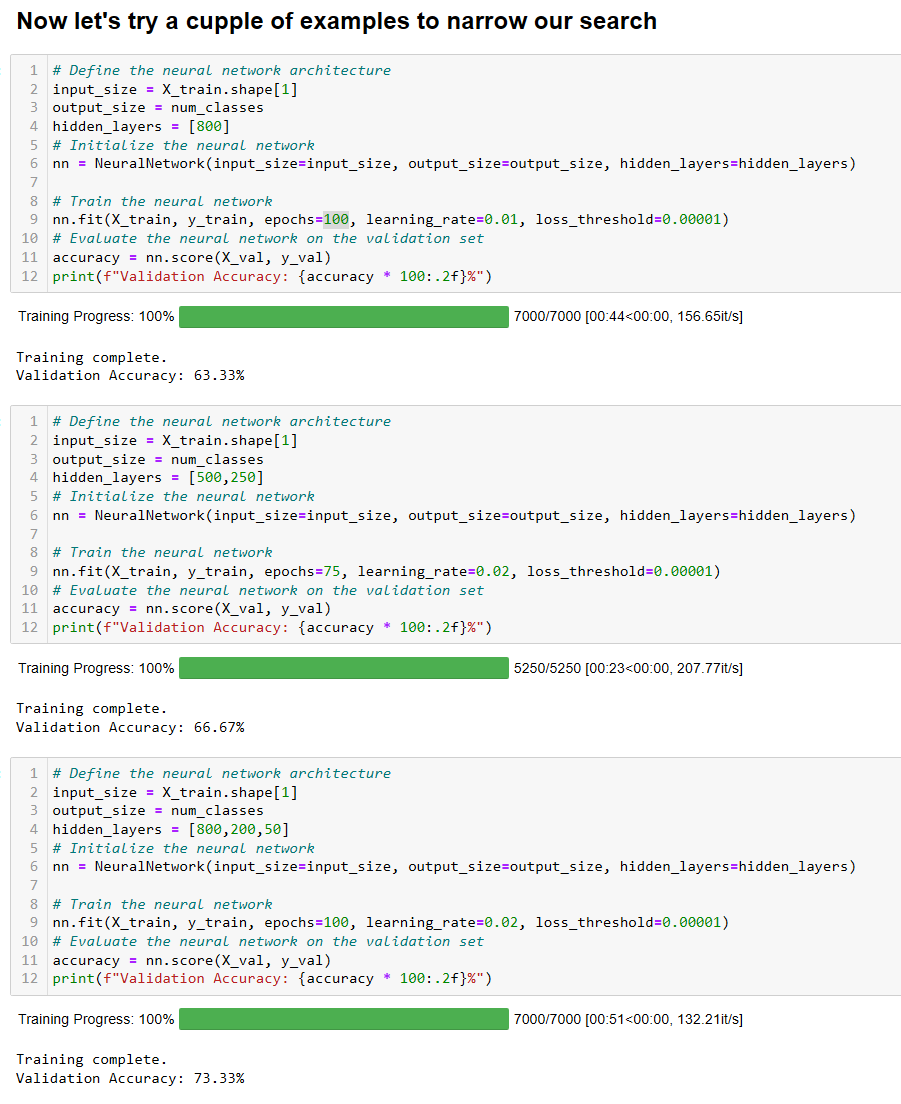 Now let's try a cupple of examples to narrow our search
1 # Define the neural network architecture
2 input_size = X_train.shape[1]
3 output_size = num_classes
4 hidden_layers = [800]
5 # Initialize the neural network
6 nn = NeuralNetwork(input_size=input_size, output_size=output_size, hidden_layers=hidden_layers)
7
8 # Train the neural network
9 nn.fit(X_train, y_train, epochs=100, learning_rate=0.01, loss_threshold=0.00001)
10 # Evaluate the neural network on the validation set
11 accuracy = nn.score(X_val, y_val)
12 print(f"Validation Accuracy: {accuracy * 100:.2f}%")
Training Progress: 100% 7000/7000 [00:44<00:00, 156.65it/s]
Training complete.
Validation Accuracy: 63.33%
1 # Define the neural network architecture
2 input_size = X_train.shape[1]
3 output_size = num_classes
4 hidden_layers = [500,250]
5 # Initialize the neural network
6 nn = NeuralNetwork(input_size=input_size, output_size=output_size, hidden_layers=hidden_layers)
7
8 # Train the neural network
9 nn.fit(X_train, y_train, epochs=75, learning_rate=0.02, loss_threshold=0.00001)
10 # Evaluate the neural network on the validation set
11 accuracy = nn.score(X_val, y_val)
12 print(f"Validation Accuracy: {accuracy * 100:.2f}%")
Training Progress: 100% 5250/5250 [00:23<00:00, 207.77it/s]
Training complete.
Validation Accuracy: 66.67%
1 # Define the neural network architecture
2 input_size = X_train.shape[1]
3 output_size = num_classes
4 hidden_layers = [800,200,50]
5 # Initialize the neural network
6 nn = NeuralNetwork(input_size=input_size, output_size=output_size, hidden_layers=hidden_layers)
7
8 # Train the neural network
9 nn.fit(X_train, y_train, epochs=100, learning_rate=0.02, loss_threshold=0.00001)
10 # Evaluate the neural network on the validation set
11 accuracy = nn.score(X_val, y_val)
12 print(f"Validation Accuracy: {accuracy * 100:.2f}%")
Training Progress: 100% 7000/7000 [00:51<00:00, 132.21it/s]
Training complete.
Validation Accuracy: 73.33%